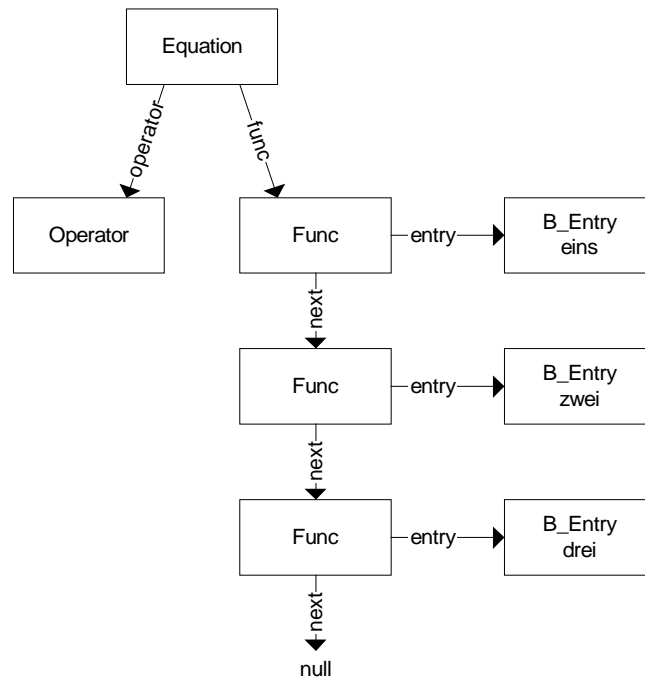 Equation
operator
func
Operator
Func
entry
B_Entry
eins
next
Func
entry
B_Entry
zwei
next
Func
entry
B_Entry
drei
next
null